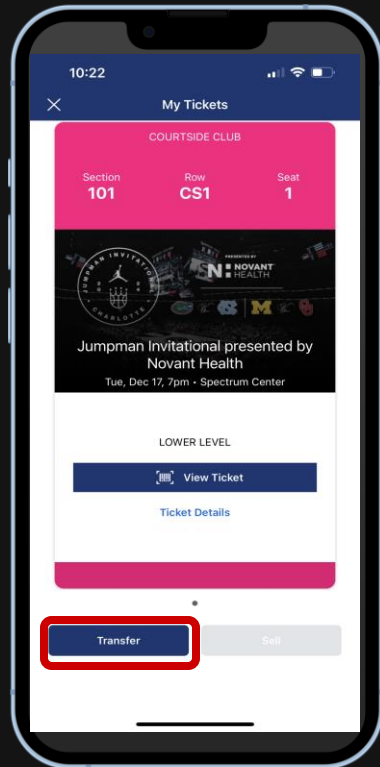 10:22
My Tickets
COURTSIDE CLUB
Section Row Seat
101 CS1 1
JUMPMAN INVITATIONAL
CHARLOTTE
PRESENTED BY
NOVANT
HEALTH
Jumpman Invitational presented by
Novant Health
Tue, Dec 17, 7pm • Spectrum Center
LOWER LEVEL
View Ticket
Ticket Details
Transfer Sell